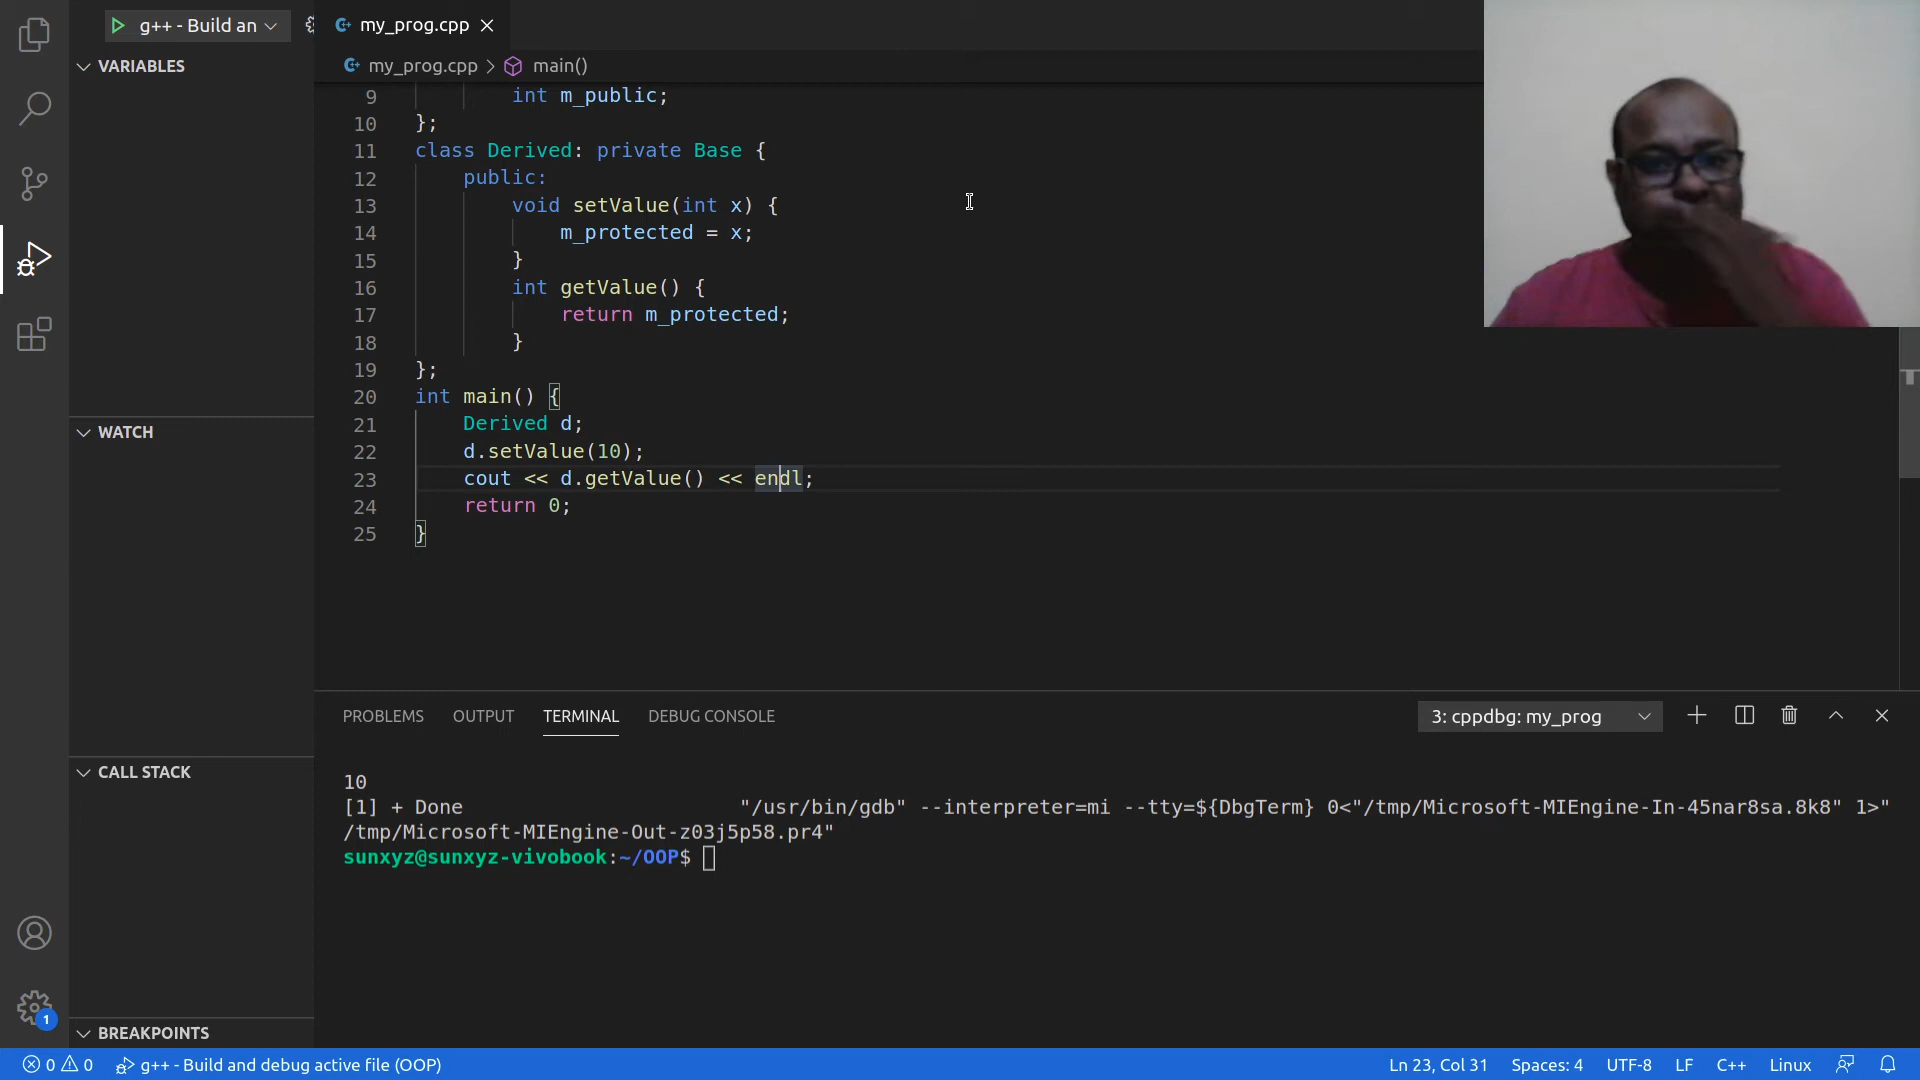 g++ - Build an
my_prog.cpp
my_prog.cpp > main()
VARIABLES
9 int m_public;
10 };
11 class Derived: private Base {
12 public:
13 void setValue(int x) {
14 m_protected = x;
15 }
16 int getValue() {
17 return m_protected;
18 }
19 };
20 int main() {
21 Derived d;
22 d.setValue(10);
23 cout << d.getValue() << endl;
24 return 0;
25 }
WATCH
CALL STACK
BREAKPOINTS
PROBLEMS OUTPUT TERMINAL DEBUG CONSOLE 3: cppdbg: my_prog
10
[1] + Done "/usr/bin/gdb" --interpreter=mi --tty=${DbgTerm} 0<"/tmp/Microsoft-MIEngine-In-45nar8sa.8k8" 1>"
/tmp/Microsoft-MIEngine-Out-z03j5p58.pr4"
sunxyz@sunxyz-vivobook:~/OOP$
1
0 0 g++ - Build and debug active file (OOP) Ln 23, Col 31 Spaces: 4 UTF-8 LF C++ Linux